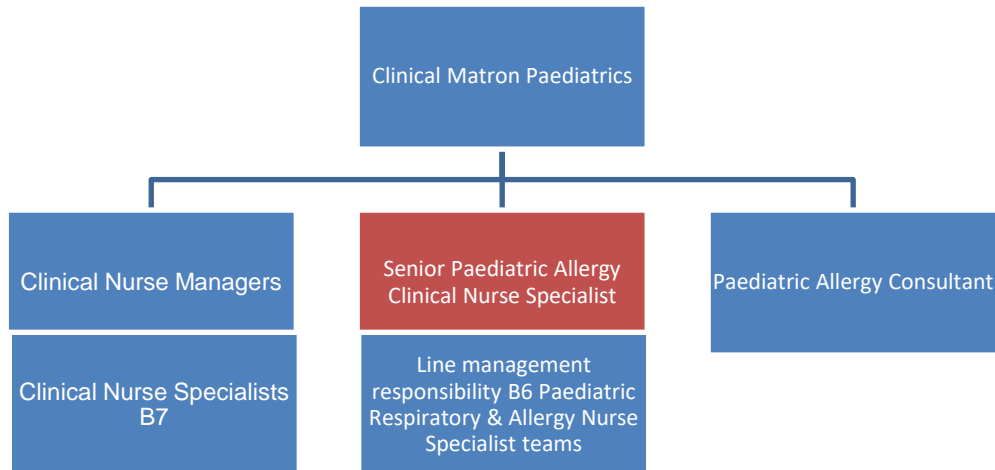 Clinical Matron Paediatrics
Clinical Nurse Managers
Senior Paediatric Allergy
Clinical Nurse Specialist
Paediatric Allergy Consultant
Clinical Nurse Specialists
B7
Line management
responsibility B6 Paediatric
Respiratory & Allergy Nurse
Specialist teams